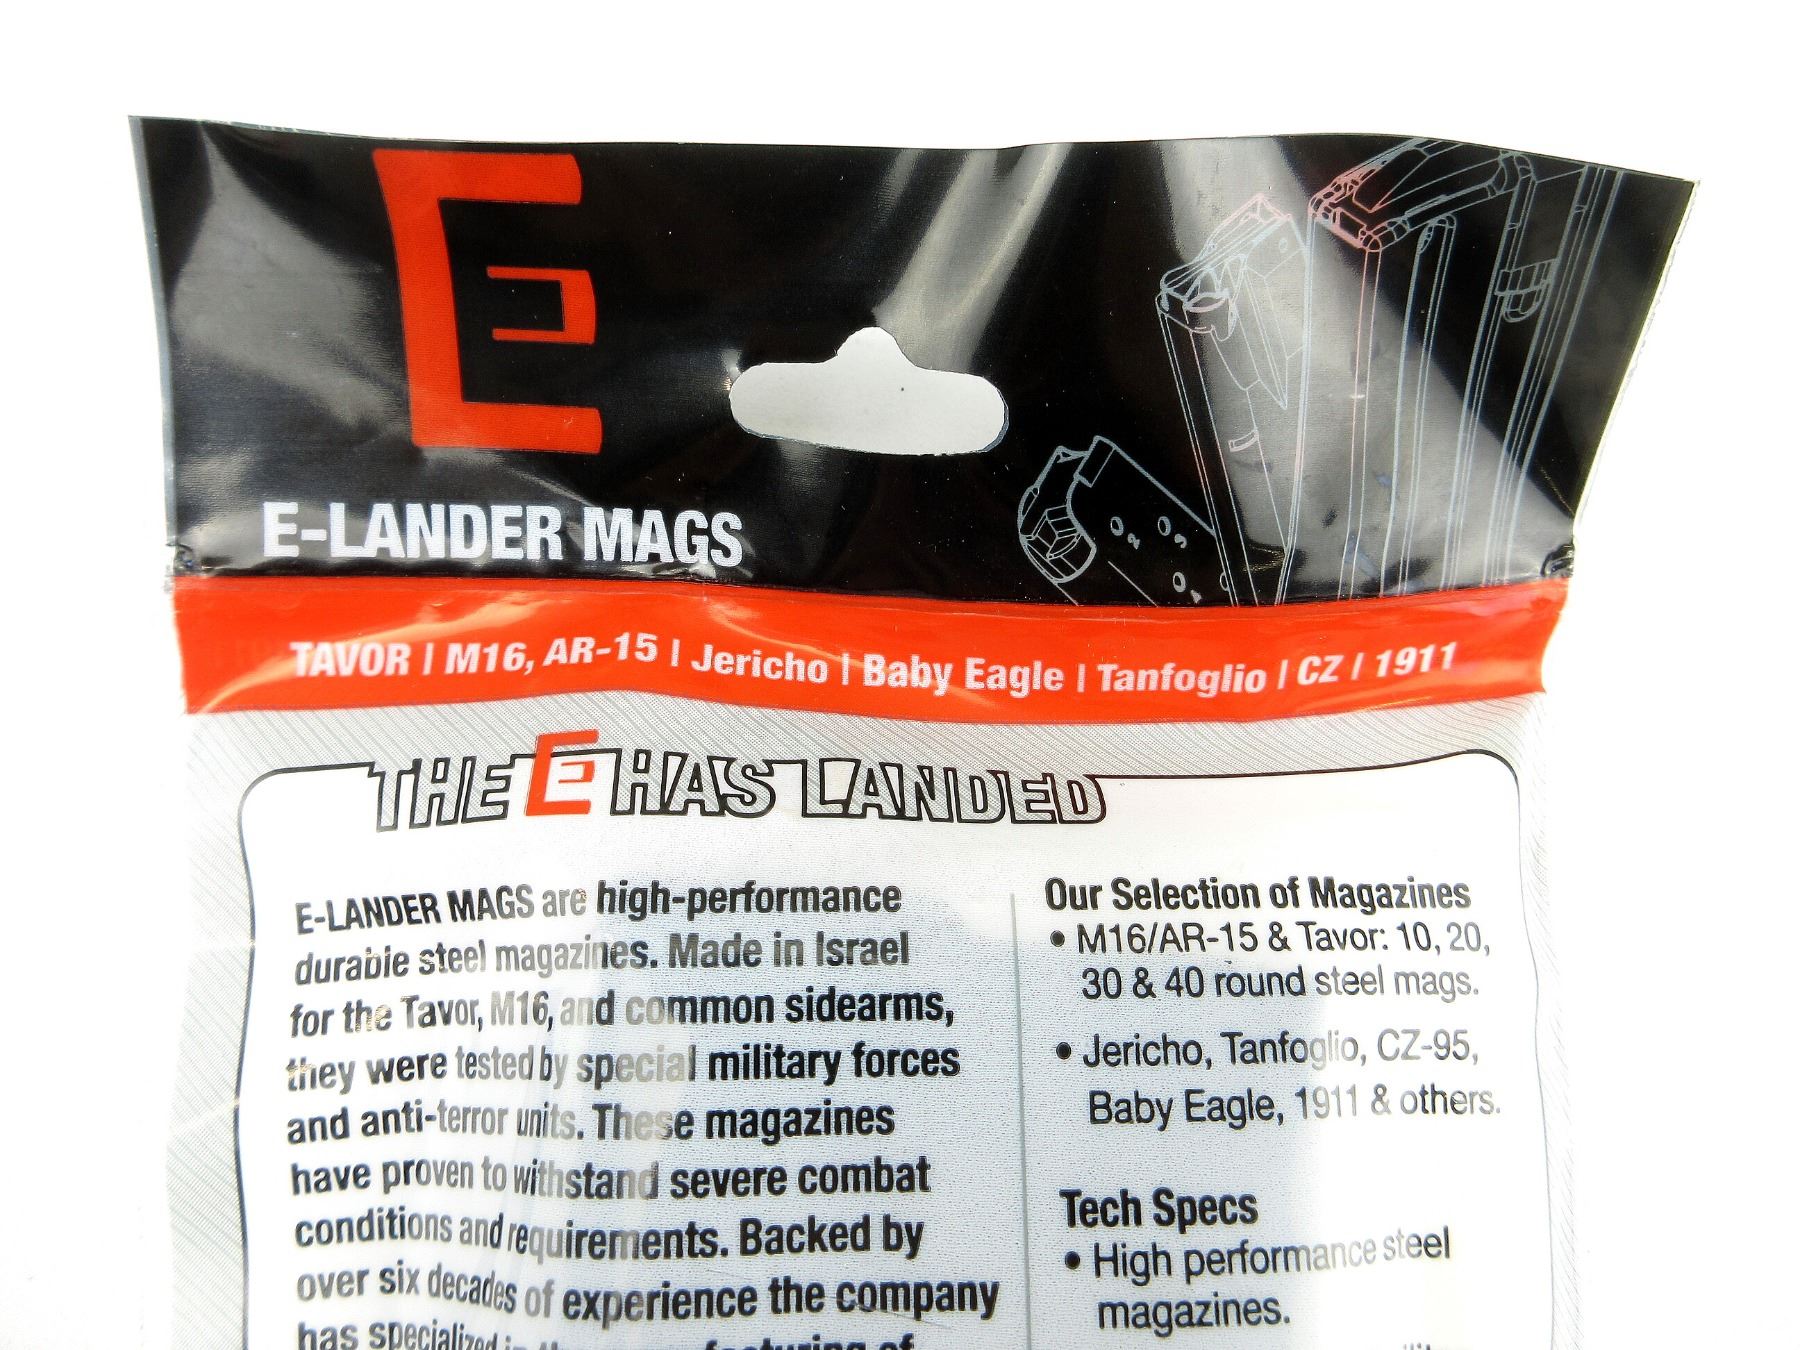 E
E-LANDER MAGS
TAVOR | M16, AR-15 | Jericho | Baby Eagle | Tanfoglio | CZ | 1911
THE E HAS LANDED
E-LANDER MAGS are high-performance
durable steel magazines. Made in Israel
for the Tavor, M16, and common sidearms,
they were tested by special military forces
and anti-terror units. These magazines
have proven to withstand severe combat
conditions and requirements. Backed by
over six decades of experience the company
has specialized in
of
Our Selection of Magazines
• M16/AR-15 & Tavor: 10, 20,
30 & 40 round steel mags.
• Jericho, Tanfoglio, CZ-95,
Baby Eagle, 1911 & others.
Tech Specs
• High performance steel
magazines.